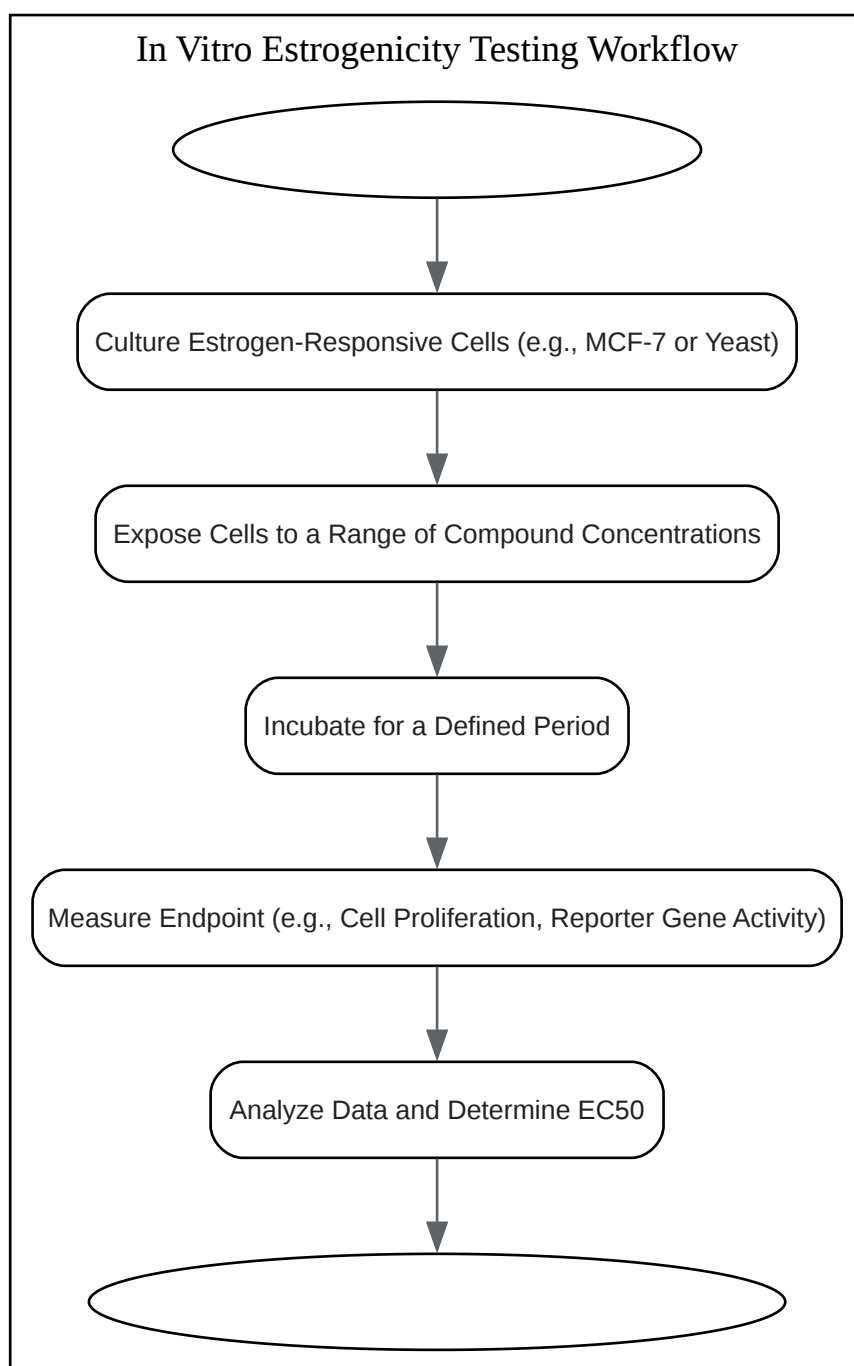 In Vitro Estrogenicity Testing Workflow
Culture Estrogen-Responsive Cells (e.g., MCF-7 or Yeast)
Expose Cells to a Range of Compound Concentrations
Incubate for a Defined Period
Measure Endpoint (e.g., Cell Proliferation, Reporter Gene Activity)
Analyze Data and Determine EC50